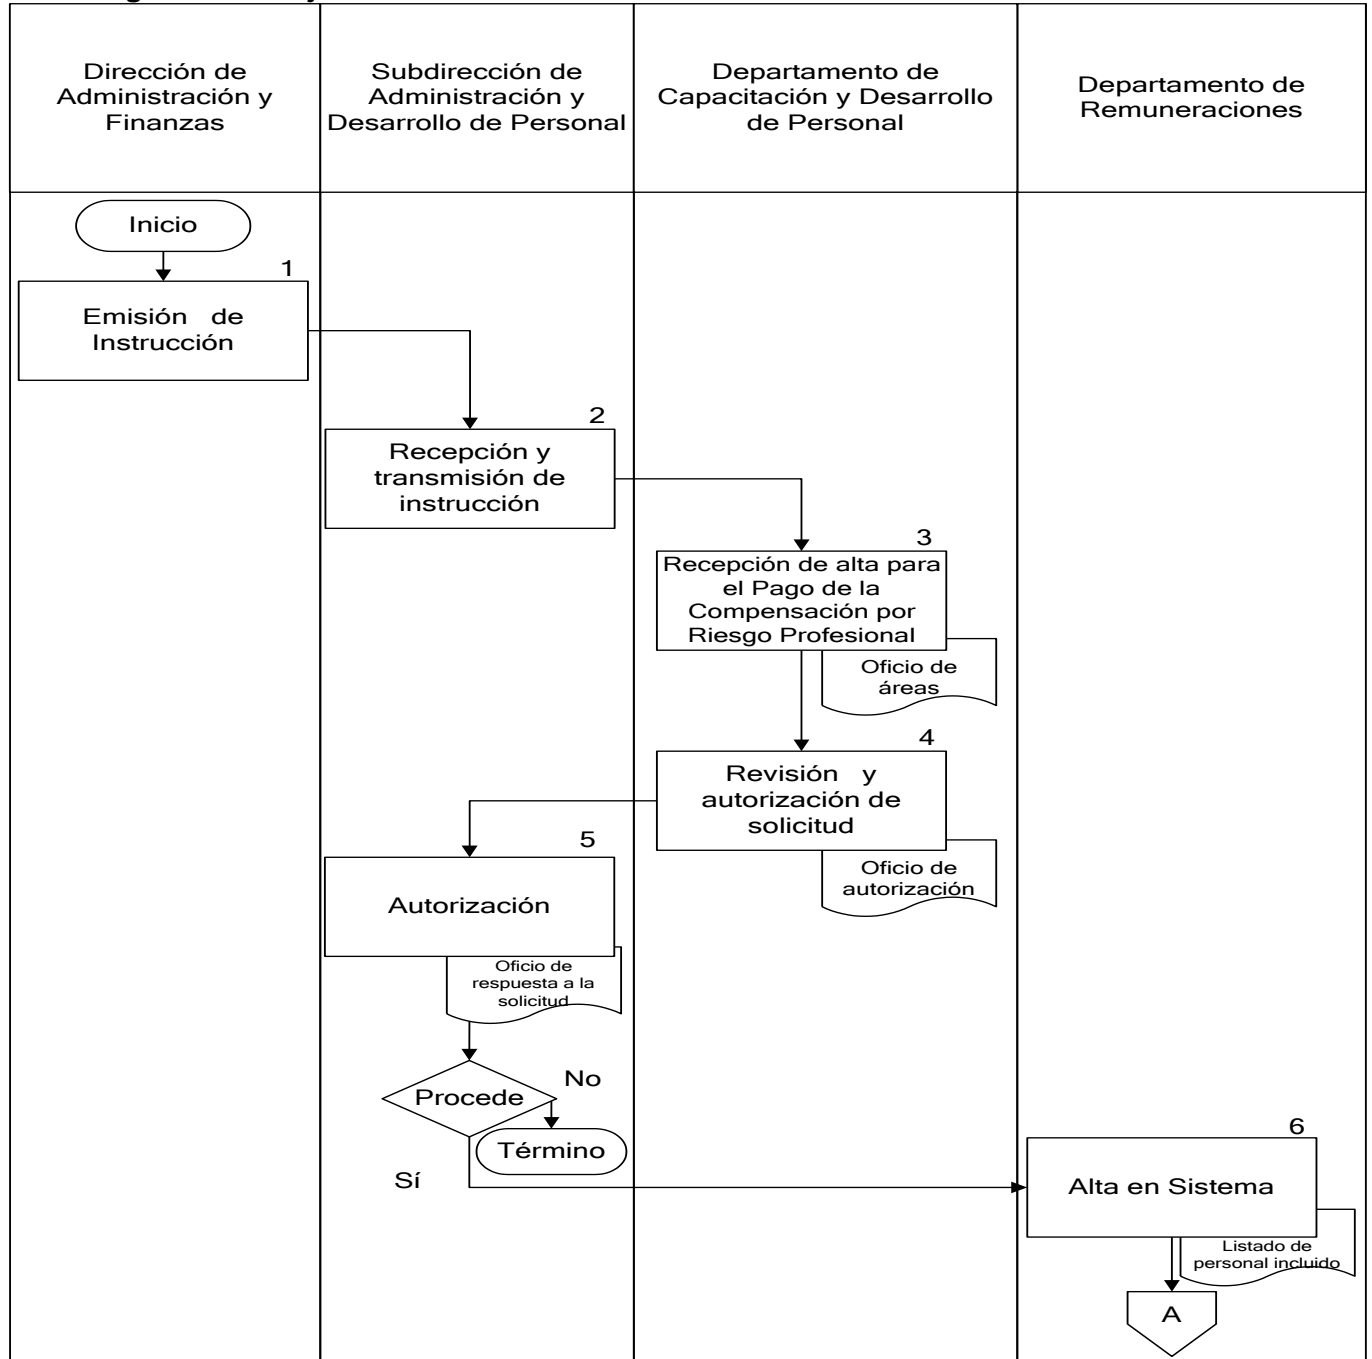 Dirección de
Administración y
Finanzas
Subdirección de
Administración y
Desarrollo de Personal
Departamento de
Capacitación y Desarrollo
de Personal
Departamento de
Remuneraciones
Inicio
1
Emisión de
Instrucción
2
Recepción y
transmisión de
instrucción
3
Recepción de alta para
el Pago de la
Compensación por
Riesgo Profesional
Oficio de
áreas
4
Revisión y
autorización de
solicitud
Oficio de
autorización
5
Autorización
Oficio de
respuesta a la
solicitud
Procede
No
Término
Sí
6
Alta en Sistema
Listado de
personal incluido
A